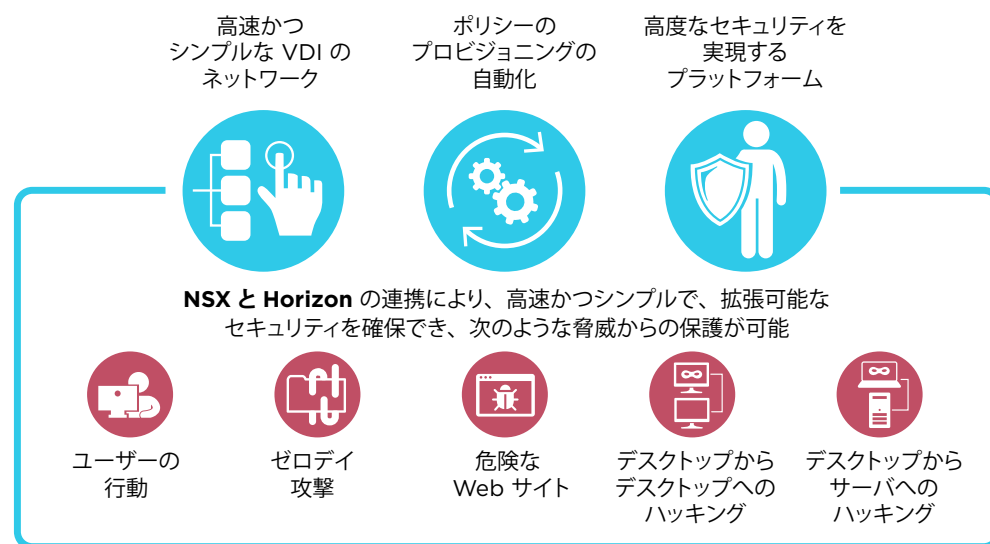 高速かつ
シンプルな VDI の
ネットワーク
ポリシーの
プロビジョニングの
自動化
高度なセキュリティを
実現する
プラットフォーム
NSX と Horizon の連携により、高速かつシンプルで、拡張可能な
セキュリティを確保でき、次のような脅威からの保護が可能
ユーザーの
行動
ゼロデイ
攻撃
危険な
Web サイト
デスクトップから
デスクトップへの
ハッキング
デスクトップから
サーバへの
ハッキング